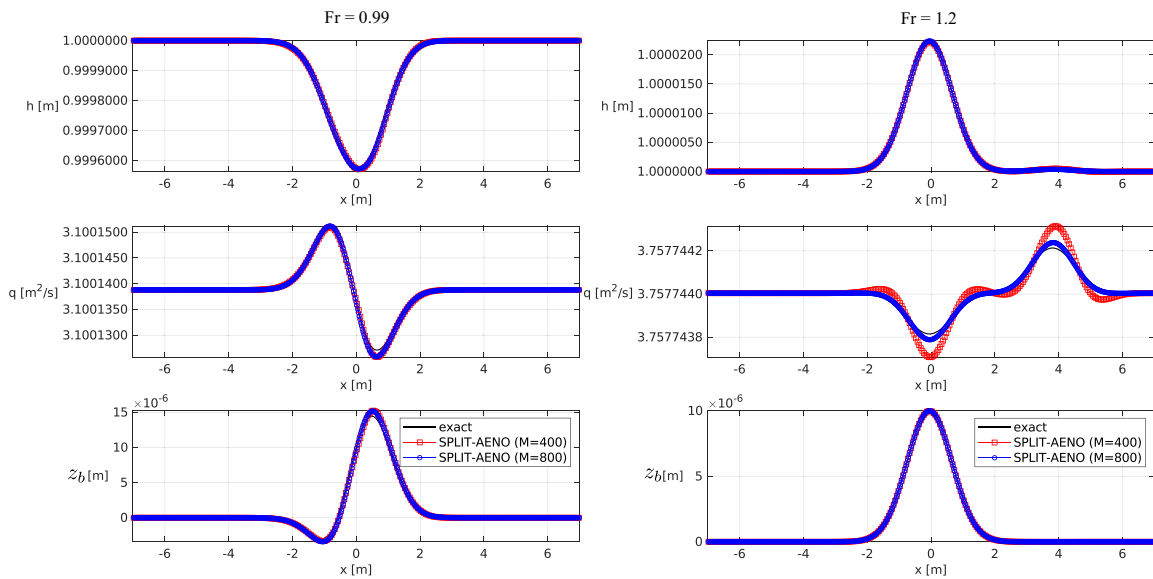 Fr = 0.99
1.0000000
0.9999000
0.9998000
0.9997000
0.9996000
h [m]
-6 -4 -2 0 2 4 6
x [m]
3.1001500
3.1001400
3.1001300
q [m²/s]
-6 -4 -2 0 2 4 6
x [m]
×10⁻⁶
15
10
5
0
z_b[m]
exact
SPLIT-AENO (M=400)
SPLIT-AENO (M=800)
-6 -4 -2 0 2 4 6
x [m]
Fr = 1.2
1.0000200
1.0000150
1.0000100
1.0000050
1.0000000
h [m]
-6 -4 -2 0 2 4 6
x [m]
3.7577442
3.7577440
3.7577438
q [m²/s]
-6 -4 -2 0 2 4 6
x [m]
×10⁻⁶
10
5
0
z_b[m]
exact
SPLIT-AENO (M=400)
SPLIT-AENO (M=800)
-6 -4 -2 0 2 4 6
x [m]